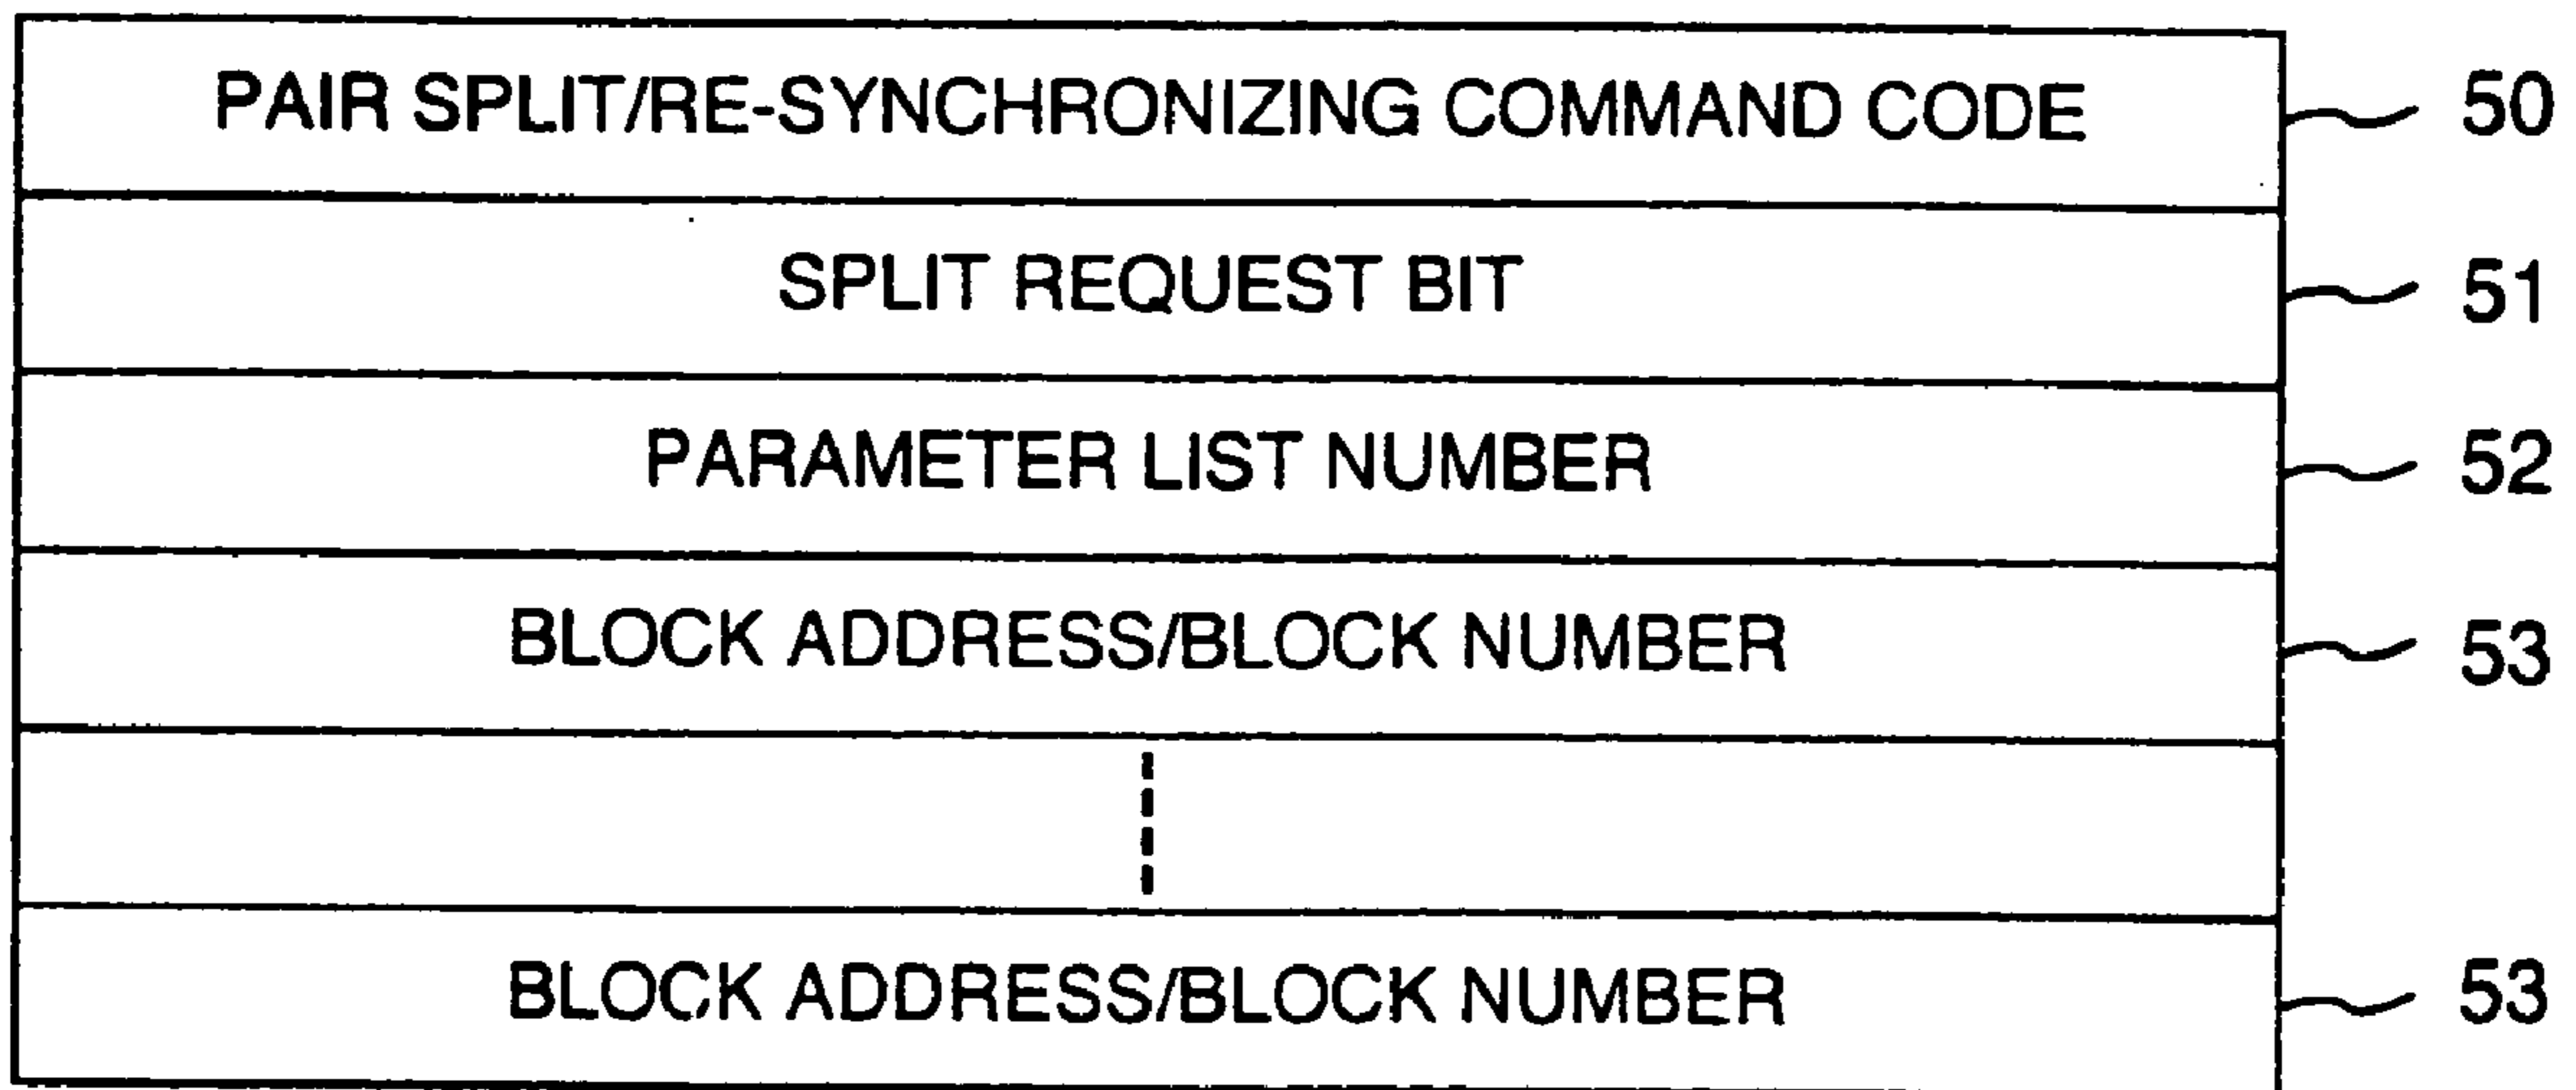 PAIR SPLIT/RE-SYNCHRONIZING COMMAND CODE 50
SPLIT REQUEST BIT 51
PARAMETER LIST NUMBER 52
BLOCK ADDRESS/BLOCK NUMBER 53
BLOCK ADDRESS/BLOCK NUMBER 53